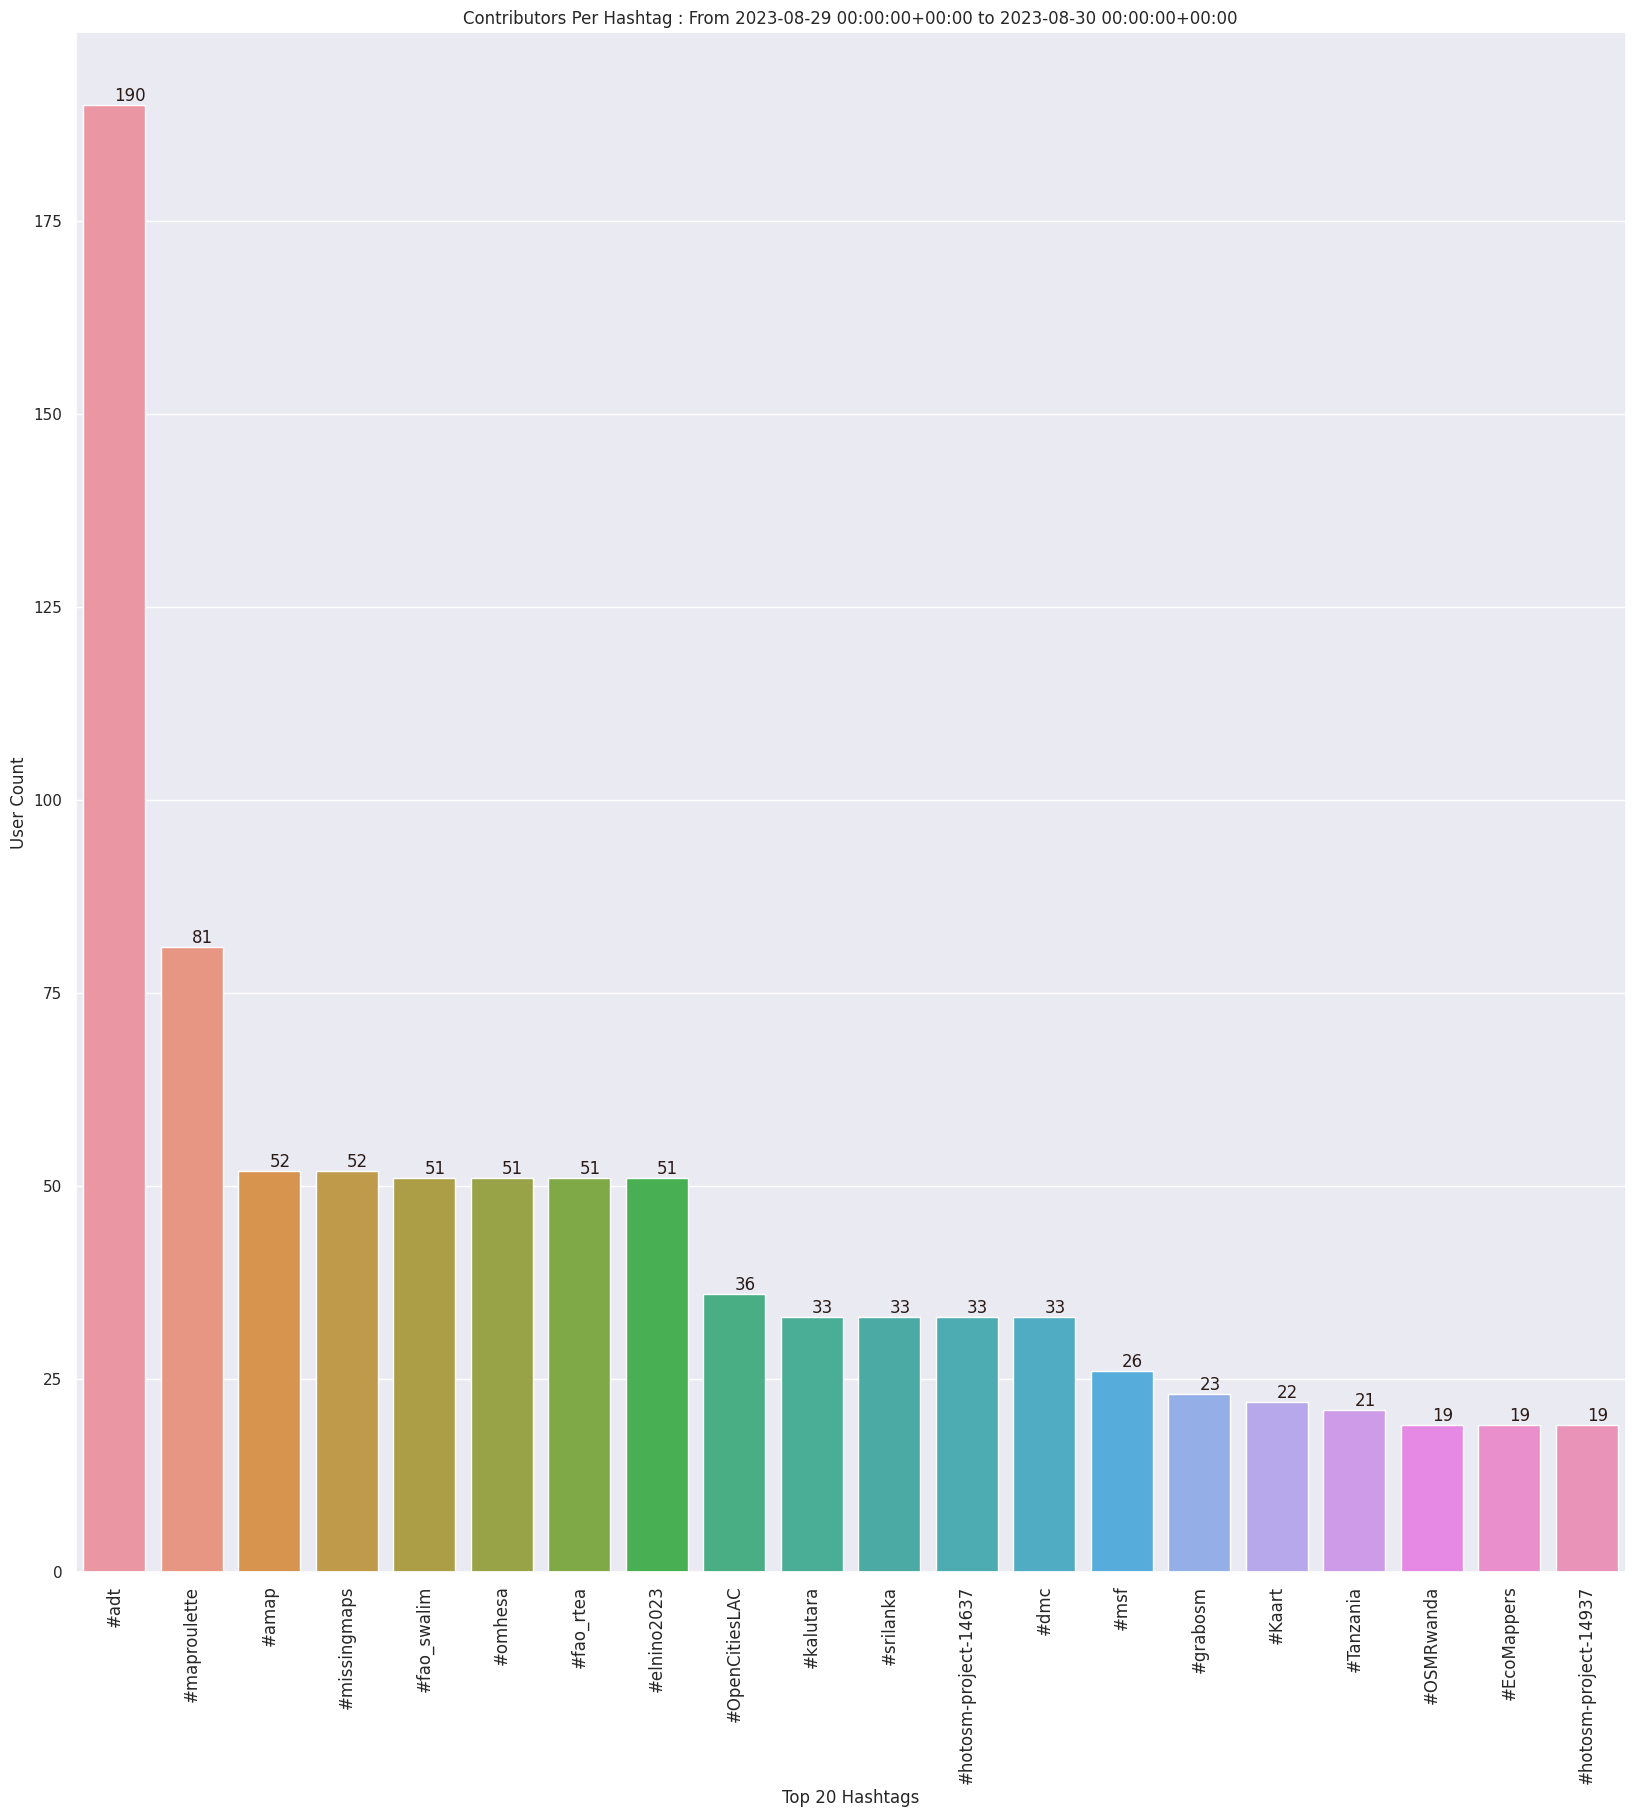 Contributors Per Hashtag : From 2023-08-29 00:00:00+00:00 to 2023-08-30 00:00:00+00:00
190
175
150
125
100
User Count
81
75
52
52
51
51
51
51
50
36
33
33
33
33
26
25
23
22
21
19
19
19
0
#adt
#maproulette
#amap
#missingmaps
#fao_swalim
#omhesa
#fao_rtea
#elnino2023
#OpenCitiesLAC
#kalutara
#srilanka
#hotosm-project-14637
#dmc
#msf
#grabosm
#Kaart
#Tanzania
#OSMRwanda
#EcoMappers
#hotosm-project-14937
Top 20 Hashtags